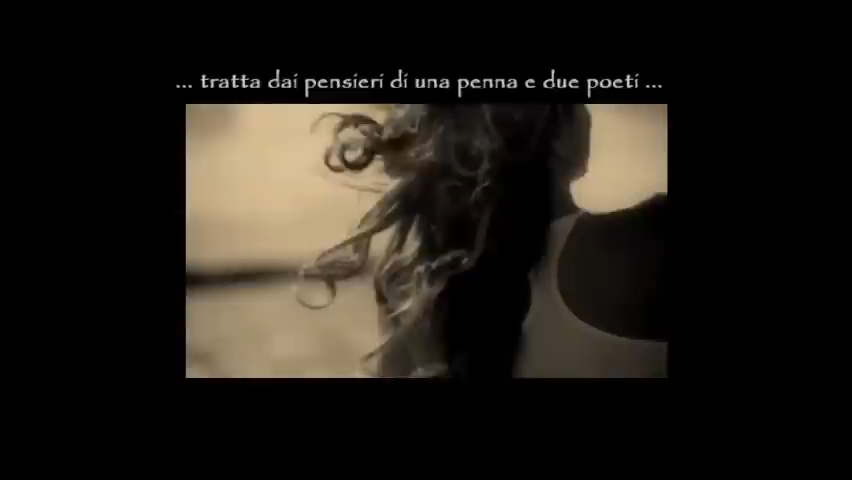 ... tratta dai pensieri di una penna e due poeti ...